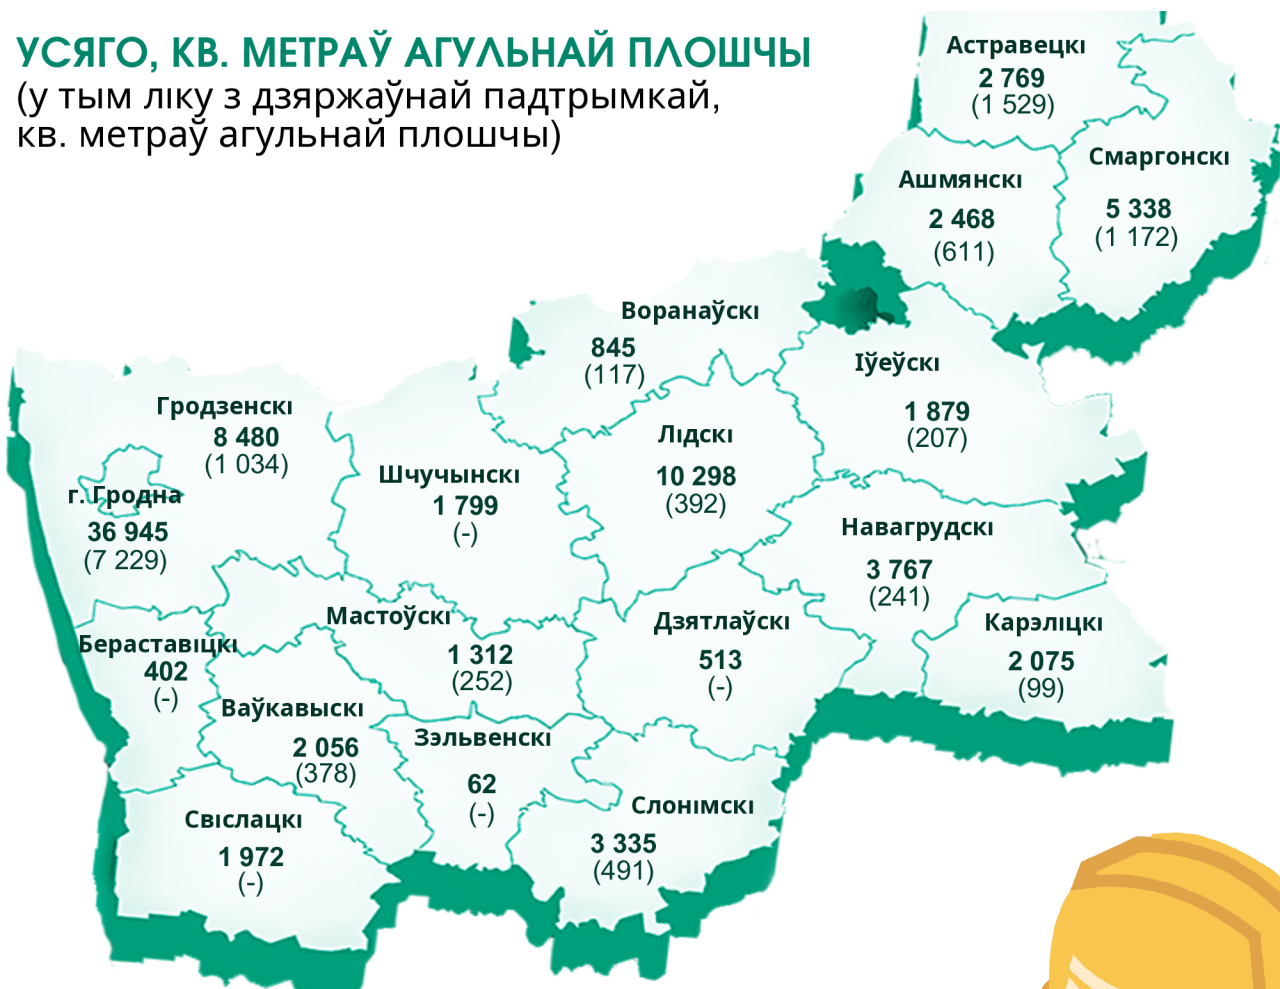 УСЯГО, КВ. МЕТРАЎ АГУЛЬНАЙ ПЛОШЧЫ
(у тым ліку з дзяржаўнай падтрымкай,
кв. метраў агульнай плошчы)
Астравецкі
2 769
(1 529)
Смаргонскі
5 338
(1 172)
Ашмянскі
2 468
(611)
Воранаўскі
845
(117)
Іўеўскі
1 879
(207)
Гродзенскі
8 480
(1 034)
г. Гродна
36 945
(7 229)
Шчучынскі
1 799
(-)
Лідскі
10 298
(392)
Навагрудскі
3 767
(241)
Карэліцкі
2 075
(99)
Дзятлаўскі
513
(-)
Мастоўскі
1 312
(252)
Бераставіцкі
402
(-)
Ваўкавыскі
2 056
(378)
Зэльвенскі
62
(-)
Слонімскі
3 335
(491)
Свіслацкі
1 972
(-)